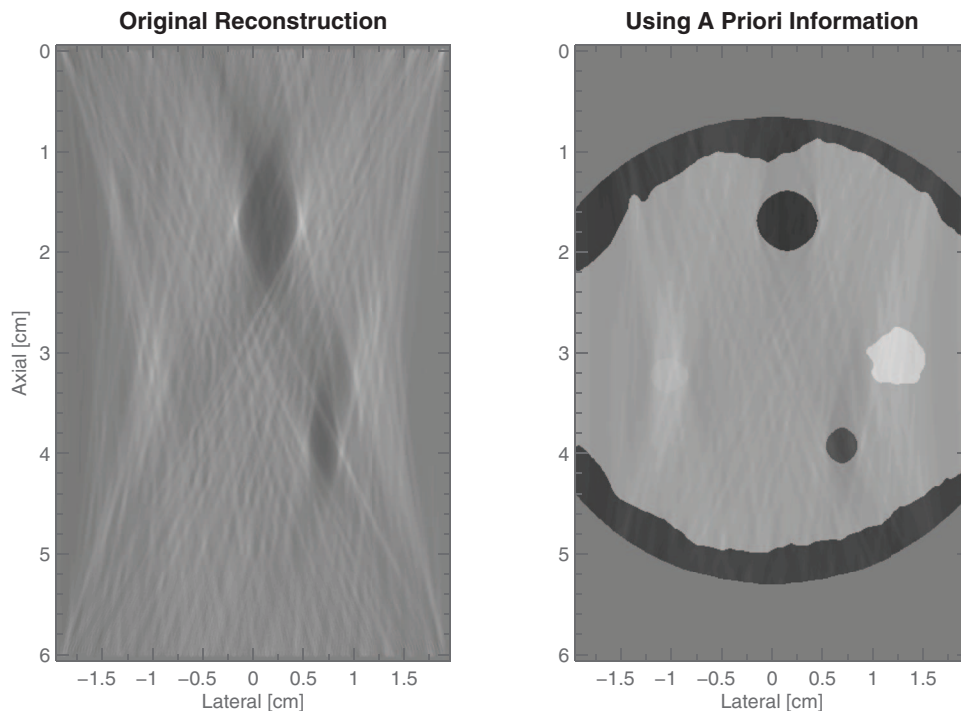 Original Reconstruction
0
1
2
3
4
5
6
Axial [cm]
−1.5 −1 −0.5 0 0.5 1 1.5
Lateral [cm]
Using A Priori Information
0
1
2
3
4
5
6
−1.5 −1 −0.5 0 0.5 1 1.5
Lateral [cm]